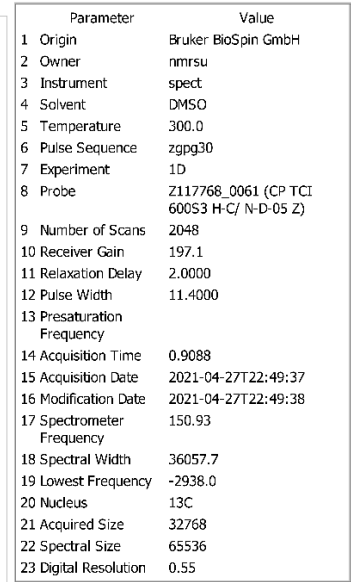 Parameter Value
1 Origin Bruker BioSpin GmbH
2 Owner nmrsu
3 Instrument spect
4 Solvent DMSO
5 Temperature 300.0
6 Pulse Sequence zgpg30
7 Experiment 1D
8 Probe Z117768_0061 (CP TCI
600S3 H-C/ N-D-05 Z)
9 Number of Scans 2048
10 Receiver Gain 197.1
11 Relaxation Delay 2.0000
12 Pulse Width 11.4000
13 Presaturation
Frequency
14 Acquisition Time 0.9088
15 Acquisition Date 2021-04-27T22:49:37
16 Modification Date 2021-04-27T22:49:38
17 Spectrometer 150.93
Frequency
18 Spectral Width 36057.7
19 Lowest Frequency -2938.0
20 Nucleus 13C
21 Acquired Size 32768
22 Spectral Size 65536
23 Digital Resolution 0.55